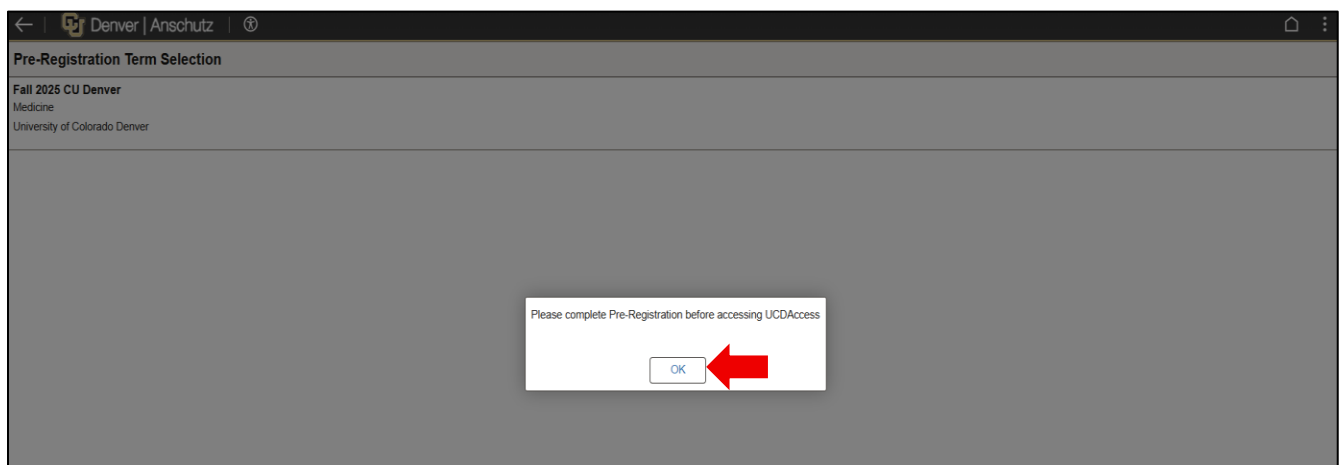 Denver | Anschutz
Pre-Registration Term Selection
Fall 2025 CU Denver
Medicine
University of Colorado Denver
Please complete Pre-Registration before accessing UCDAccess
OK